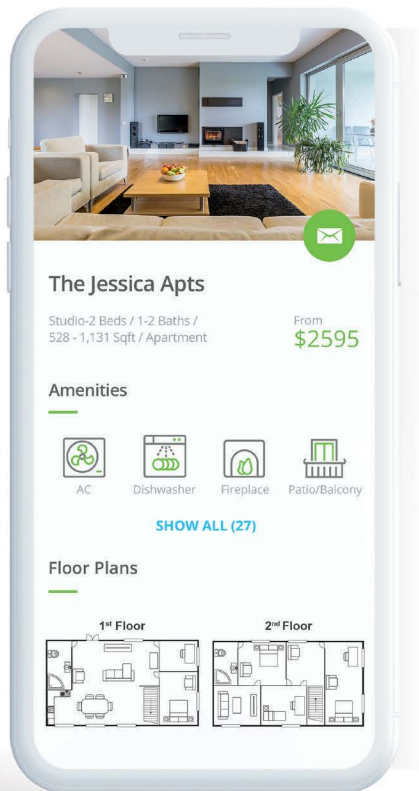 The Jessica Apts
Studio-2 Beds / 1-2 Baths /
528 - 1,131 Sqft / Apartment
From
$2595
Amenities
AC
Dishwasher
Fireplace
Patio/Balcony
SHOW ALL (27)
Floor Plans
1st Floor
2nd Floor